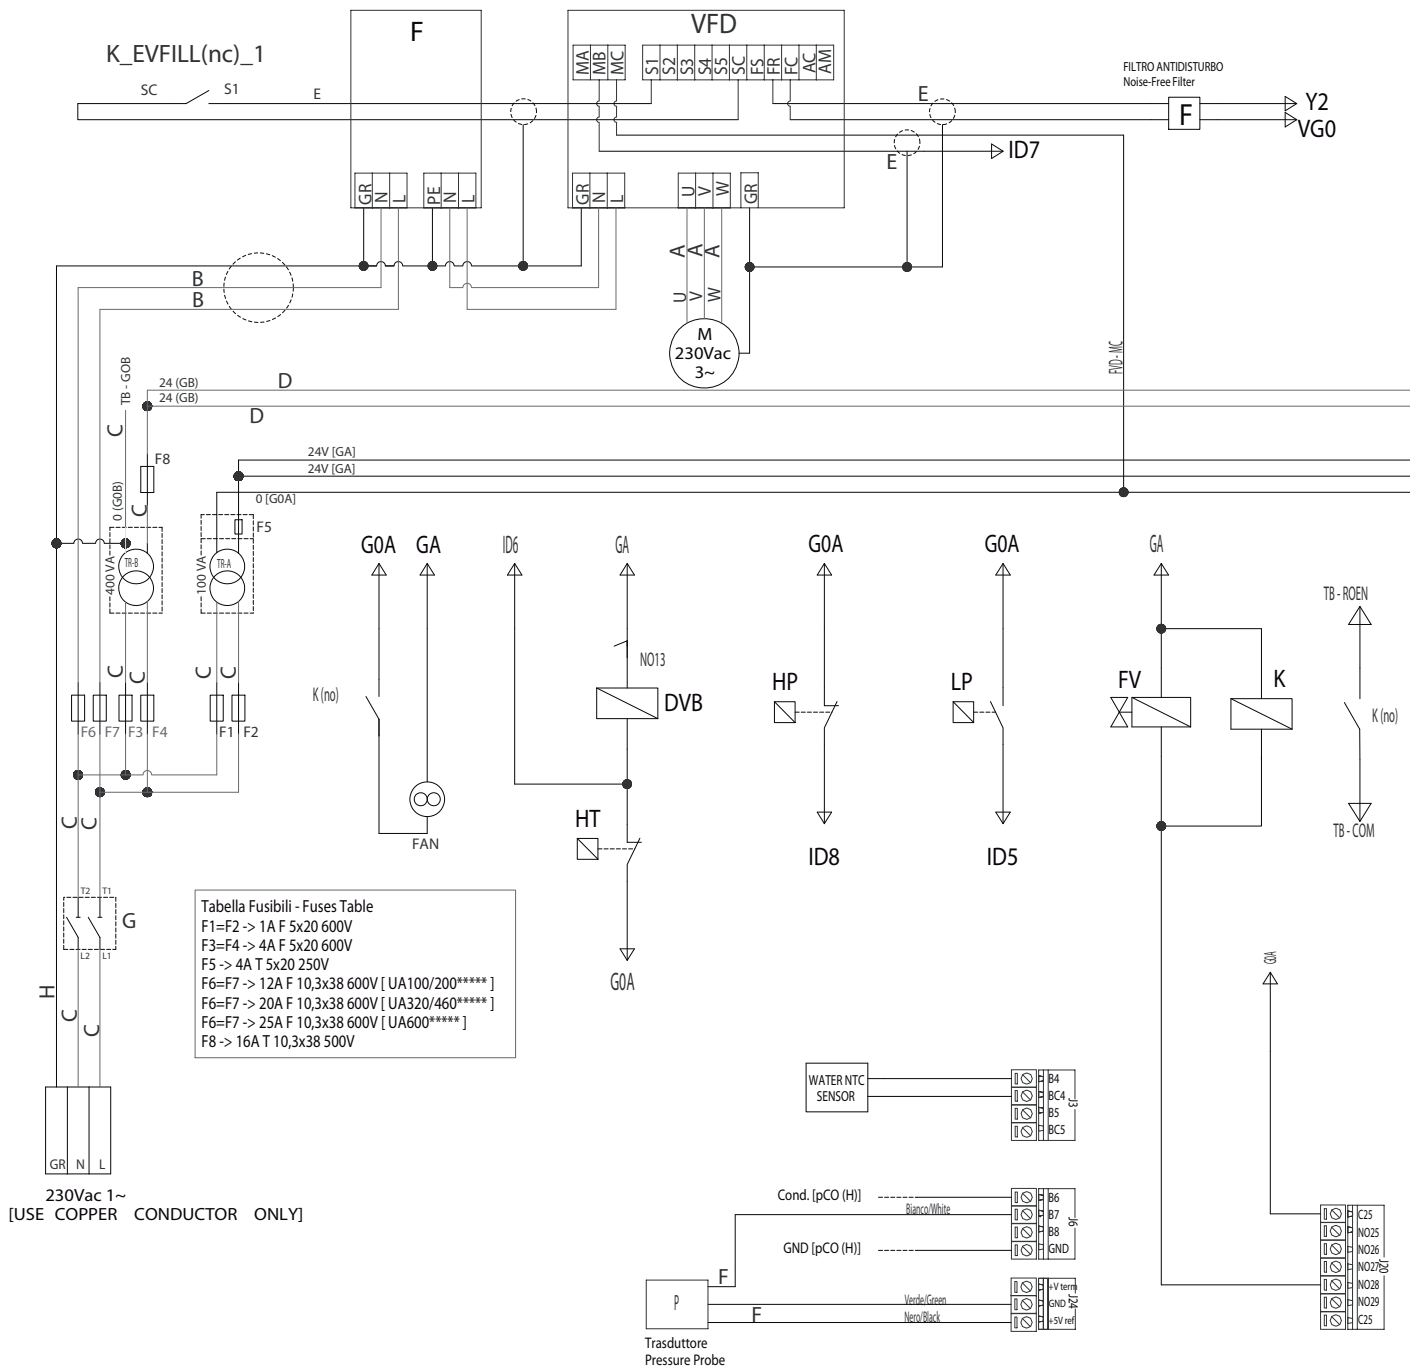 F
VFD
K_EVFILL(nc)_1
MA
MB
MC
S1
S2
S3
S4
S5
SC
FS
FR
FC
AC
AM
FILTRO ANTIDISTURBO
Noise-Free Filter
SC
S1
E
E
F
Y2
VG0
E
ID7
GR
N
L
PE
N
L
GR
N
L
U
V
W
GR
A
A
A
B
B
U
V
W
M
230Vac
3~
FVD - MC
TB - GOB
24 (GB)
D
24 (GB)
D
C
F8
24V [GA]
24V [GA]
0 (G0B)
C
0 [G0A]
F5
TR-B
400 VA
TR-A
100 VA
G0A
GA
ID6
GA
G0A
G0A
GA
TB - ROEN
C
C
C
C
NO13
K (no)
DVB
HP
LP
FV
K
K (no)
F6
F7
F3
F4
F1
F2
TB - COM
C
C
HT
FAN
ID8
ID5
T2
T1
G
L2
L1
Tabella Fusibili - Fuses Table
F1=F2 -> 1A F 5x20 600V
F3=F4 -> 4A F 5x20 600V
F5 -> 4A T 5x20 250V
F6=F7 -> 12A F 10,3x38 600V [ UA100/200***** ]
F6=F7 -> 20A F 10,3x38 600V [ UA320/460***** ]
F6=F7 -> 25A F 10,3x38 600V [ UA600***** ]
F8 -> 16A T 10,3x38 500V
G0A
G0A
H
C
C
WATER NTC
SENSOR
B4
BC4
B5
BC5
J3
GR
N
L
230Vac 1~
[USE COPPER CONDUCTOR ONLY]
Cond. [pCO (H)]
Bianco/White
GND [pCO (H)]
B6
B7
B8
GND
J6
C25
NO25
NO26
NO27
NO28
NO29
C25
J20
F
P
Verde/Green
F
Nero/Black
+V term
GND
+5V ref
J24
Trasduttore
Pressure Probe